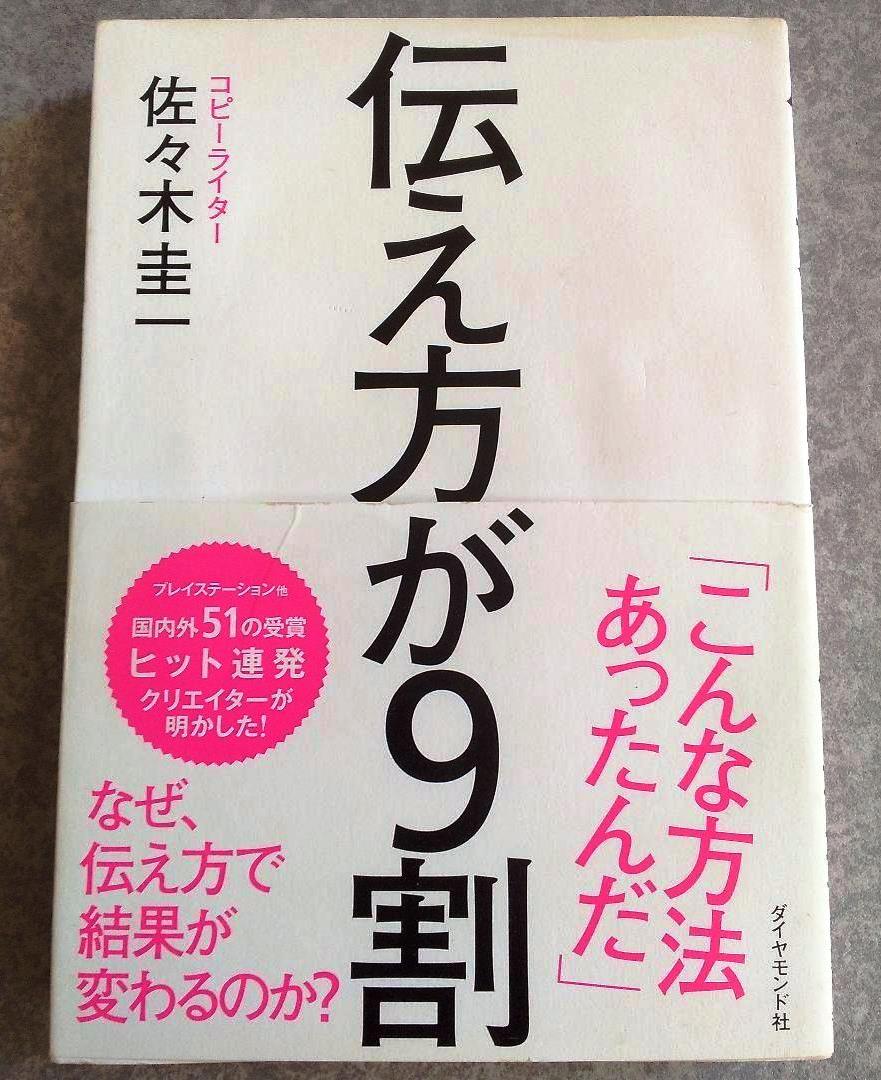 伝え方が9割
コピーライター
佐々木圭一
「こんな方法
あったんだ」
プレイステーション他
国内外51の受賞
ヒット連発
クリエイターが
明かした!
なぜ、
伝え方で
結果が
変わるのか?
ダイヤモンド社